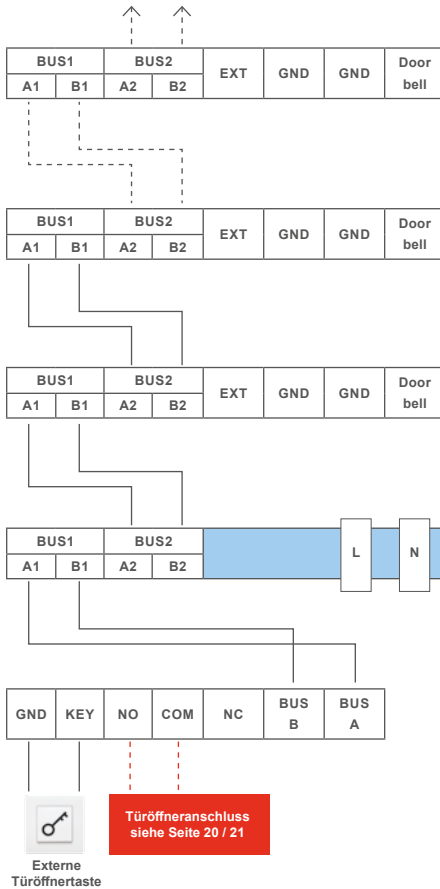 BUS1 BUS2 EXT GND GND Door
bell
A1 B1 A2 B2
BUS1 BUS2 EXT GND GND Door
bell
A1 B1 A2 B2
BUS1 BUS2 EXT GND GND Door
bell
A1 B1 A2 B2
BUS1 BUS2 L N
A1 B1 A2 B2
GND KEY NO COM NC BUS
B BUS
A
Türöffneranschluss
siehe Seite 20 / 21
Externe
Türöffnertaste